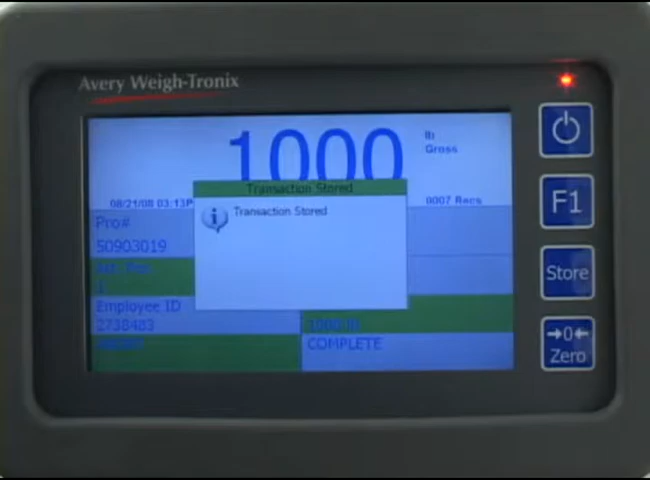 Avery Weigh-Tronix
1000
lb
Gross
08/21/08 03:13P
0007 Recs
Transaction Stored
Transaction Stored
Pro#
50903019
1
Employee ID
2738483
1000 lb
COMPLETE
F1
Store
→0←
Zero